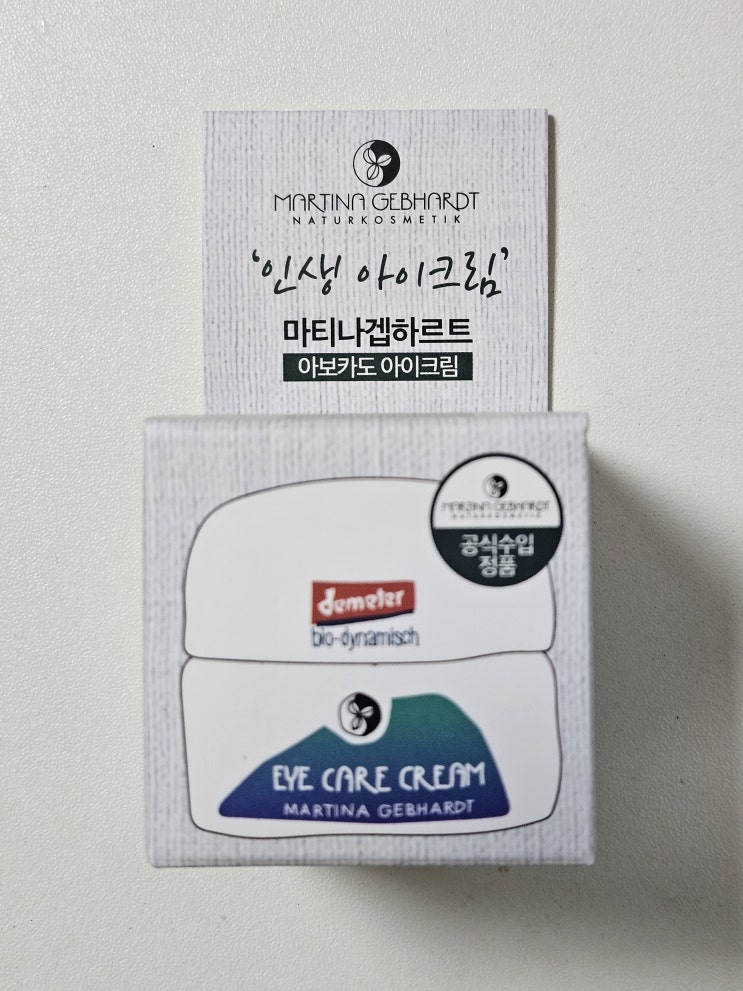 MARTINA GEBHARDT
NATURKOSMETIK
'인생 아이크림'
마티나겝하르트
아보카도 아이크림
MARTINA GEBHARDT
NATURKOSMETIK
공식수입
정품
demeter
bio-dynamisch
EYE CARE CREAM
MARTINA GEBHARDT